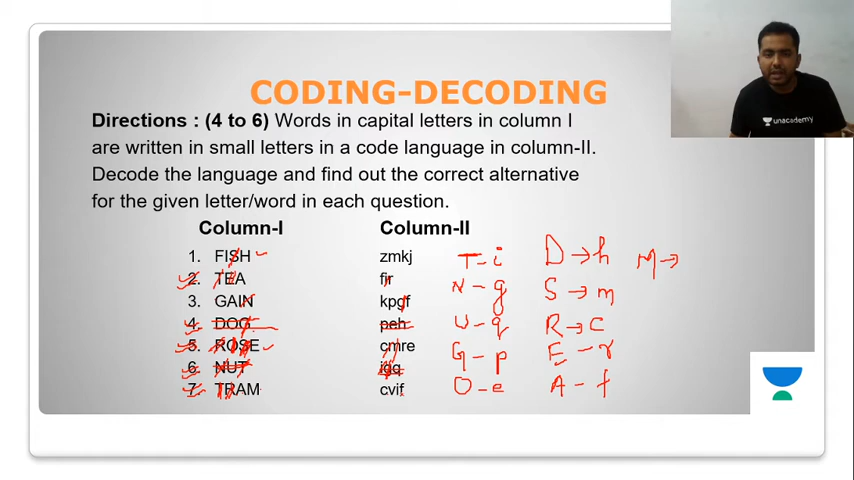 CODING-DECODING
Directions : (4 to 6) Words in capital letters in column I
are written in small letters in a code language in column-II.
Decode the language and find out the correct alternative
for the given letter/word in each question.
Column-I Column-II
1. FISH zmkj T-i D→h M→
2. TEA fir
3. GAIN kpgf N-g S→m
4. DOG peh U-q R→c
5. ROSE cmre G-p E-r
6. NUT igq
7. TRAM cvif O-e A-f
unacademy